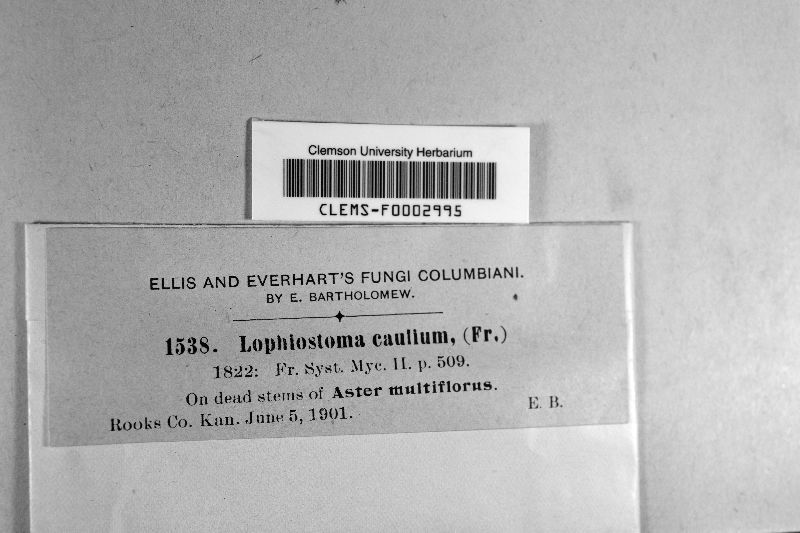 Clemson University Herbarium
CLEMS-F0002995
ELLIS AND EVERHART'S FUNGI COLUMBIANI.
BY E. BARTHOLOMEW.
1538. Lophiostoma caulium, (Fr.)
1822: Fr. Syst. Myc. II. p. 509.
On dead stems of Aster multiflorus.
Rooks Co. Kan. June 5, 1901. E. B.